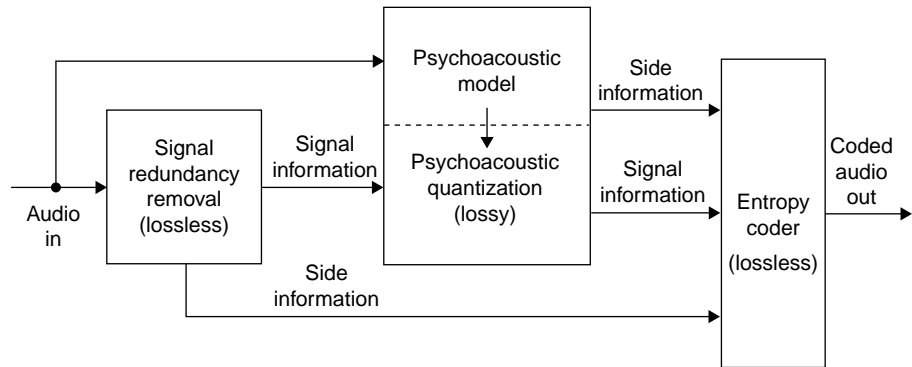 Audio
in
Signal
redundancy
removal
(lossless)
Signal
information
Side
information
Psychoacoustic
model
Psychoacoustic
quantization
(lossy)
Side
information
Signal
information
Entropy
coder
(lossless)
Coded
audio
out